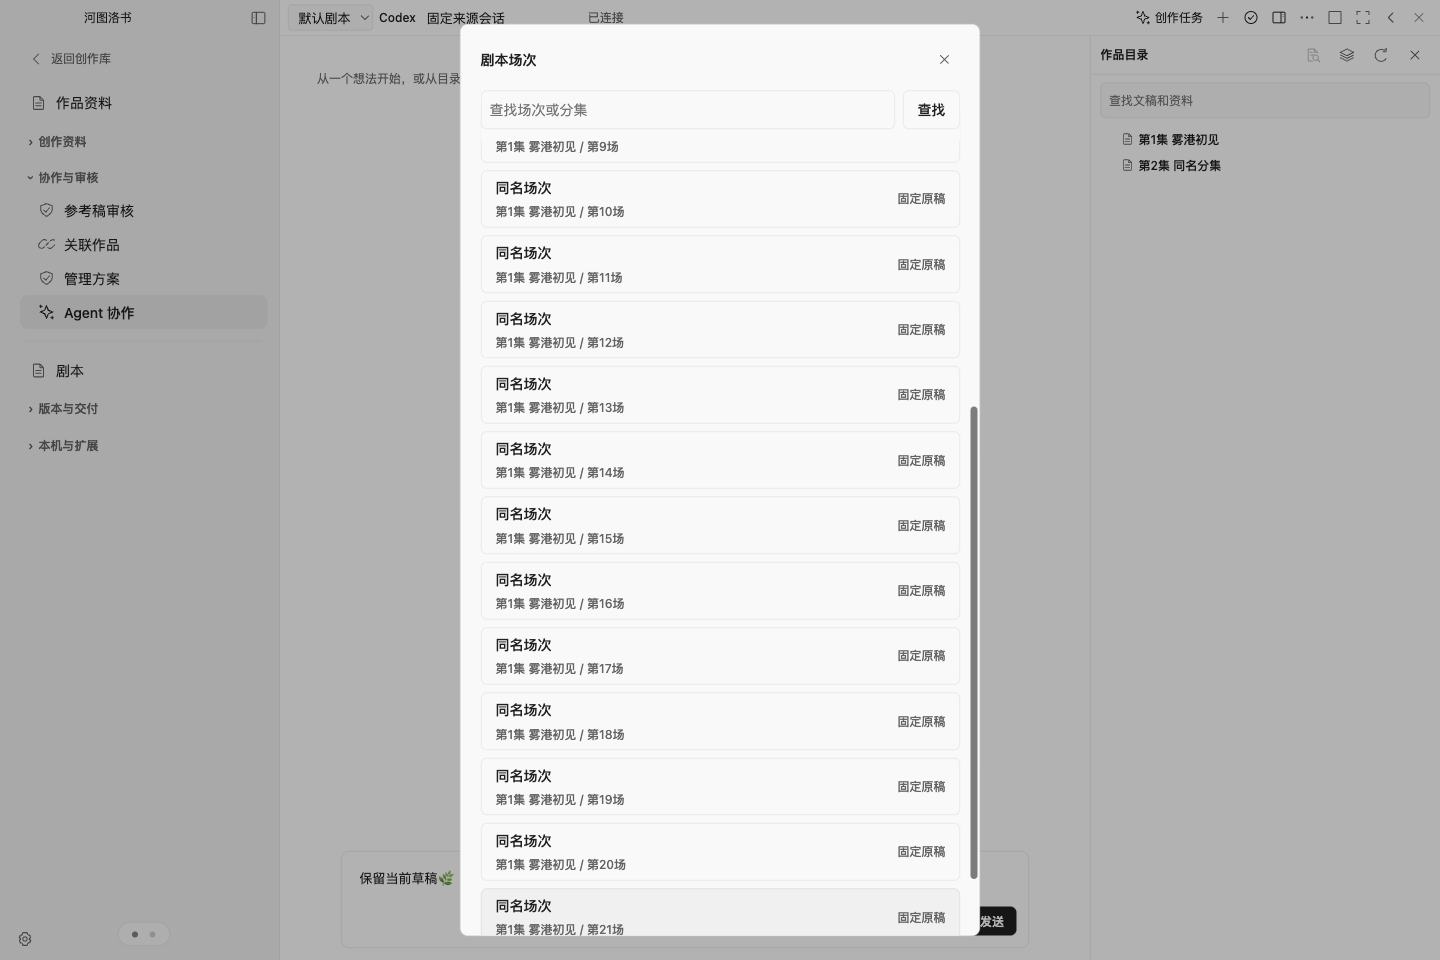 河图洛书
返回创作库
作品资料
创作资料
协作与审核
参考稿审核
关联作品
管理方案
Agent 协作
剧本
版本与交付
本机与扩展
默认剧本
Codex
固定来源会话
已连接
创作任务
从一个想法开始，或从目录
保留当前草稿🌿
发送
剧本场次
查找场次或分集
查找
第1集 雾港初见 / 第9场
同名场次
第1集 雾港初见 / 第10场
固定原稿
同名场次
第1集 雾港初见 / 第11场
固定原稿
同名场次
第1集 雾港初见 / 第12场
固定原稿
同名场次
第1集 雾港初见 / 第13场
固定原稿
同名场次
第1集 雾港初见 / 第14场
固定原稿
同名场次
第1集 雾港初见 / 第15场
固定原稿
同名场次
第1集 雾港初见 / 第16场
固定原稿
同名场次
第1集 雾港初见 / 第17场
固定原稿
同名场次
第1集 雾港初见 / 第18场
固定原稿
同名场次
第1集 雾港初见 / 第19场
固定原稿
同名场次
第1集 雾港初见 / 第20场
固定原稿
同名场次
第1集 雾港初见 / 第21场
固定原稿
作品目录
查找文稿和资料
第1集 雾港初见
第2集 同名分集